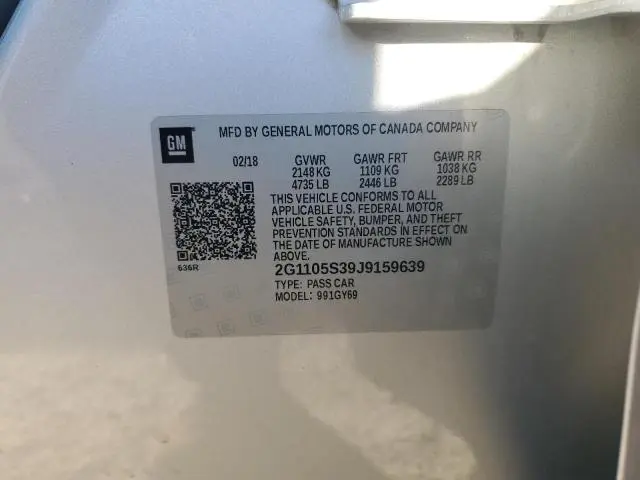 GM
MFD BY GENERAL MOTORS OF CANADA COMPANY
02/18 GVWR GAWR FRT GAWR RR
2148 KG 1109 KG 1038 KG
4735 LB 2446 LB 2289 LB
THIS VEHICLE CONFORMS TO ALL
APPLICABLE U.S. FEDERAL MOTOR
VEHICLE SAFETY, BUMPER, AND THEFT
PREVENTION STANDARDS IN EFFECT
ON THE DATE OF MANUFACTURE SHOWN
ABOVE.
636R
2G1105S39J9159639
TYPE: PASS CAR
MODEL: 991GY69